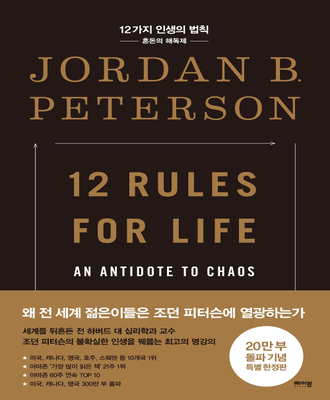 12가지 인생의 법칙
혼돈의 해독제
JORDAN B.
PETERSON
12 RULES
FOR LIFE
AN ANTIDOTE TO CHAOS
왜 전 세계 젊은이들은 조던 피터슨에 열광하는가
세계를 뒤흔든 전 하버드 대 심리학과 교수
조던 피터슨의 불확실한 인생을 꿰뚫는 최고의 명강의
★ 미국, 캐나다, 영국, 호주, 스웨덴 등 10개국 1위
★ 아마존 '가장 많이 읽은 책' 21주 1위
★ 아마존 60주 연속 TOP 10
★ 미국, 캐나다, 영국 300만 부 돌파
20만 부
돌파 기념
특별 한정판
메이븐